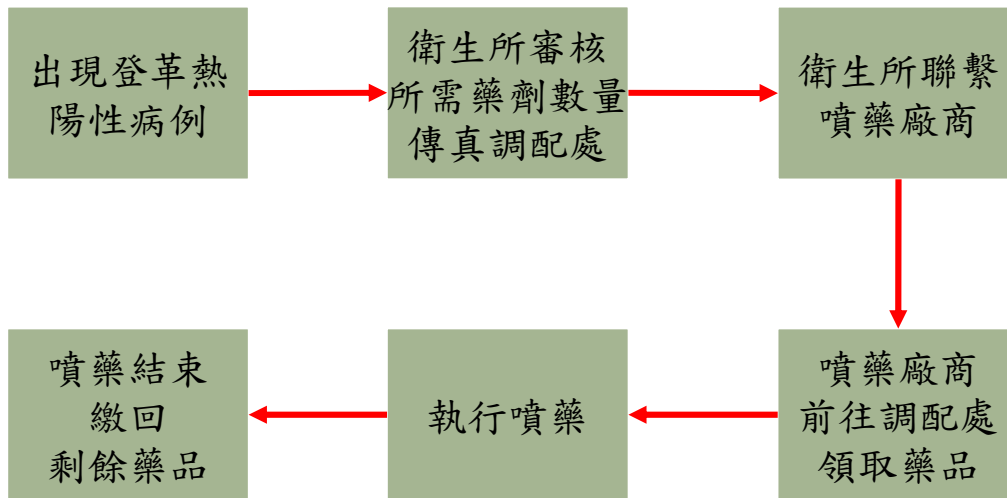 出現登革熱
陽性病例
衛生所審核
所需藥劑數量
傳真調配處
衛生所聯繫
噴藥廠商
噴藥廠商
前往調配處
領取藥品
執行噴藥
噴藥結束
繳回
剩餘藥品